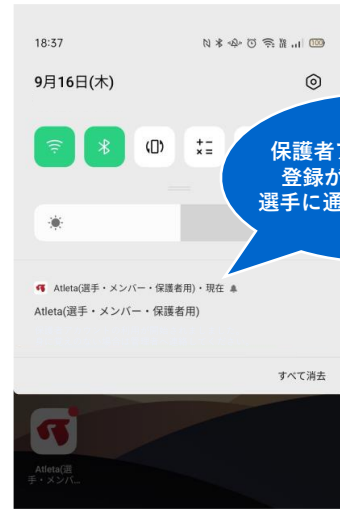 18:37
100
9月16日(木)
保護者
登録が
選手に通
Atleta(選手・メンバー・保護者用)・現在
Atleta(選手・メンバー・保護者用)
すべて消去
Atleta(選
手・メンバ...